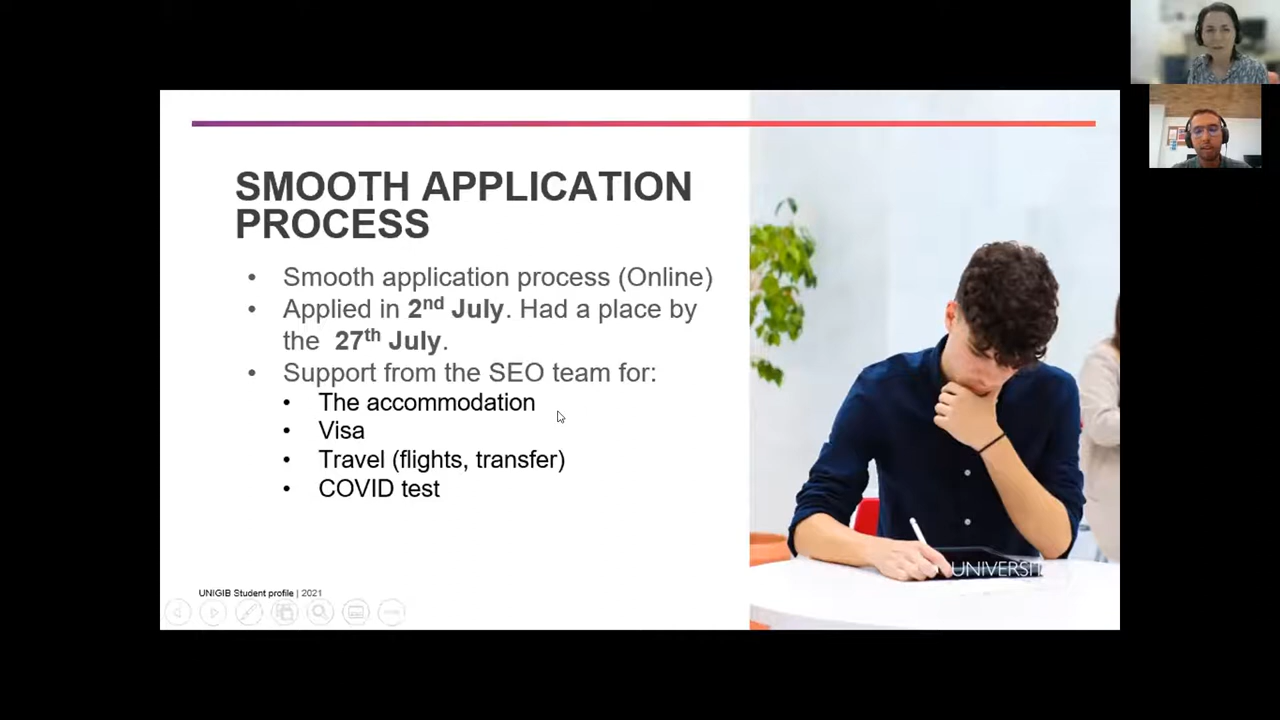 SMOOTH APPLICATION
PROCESS
• Smooth application process (Online)
• Applied in 2nd July. Had a place by
the 27th July.
• Support from the SEO team for:
• The accommodation
• Visa
• Travel (flights, transfer)
• COVID test
UNIVERSIT
UNIGIB Student profile | 2021